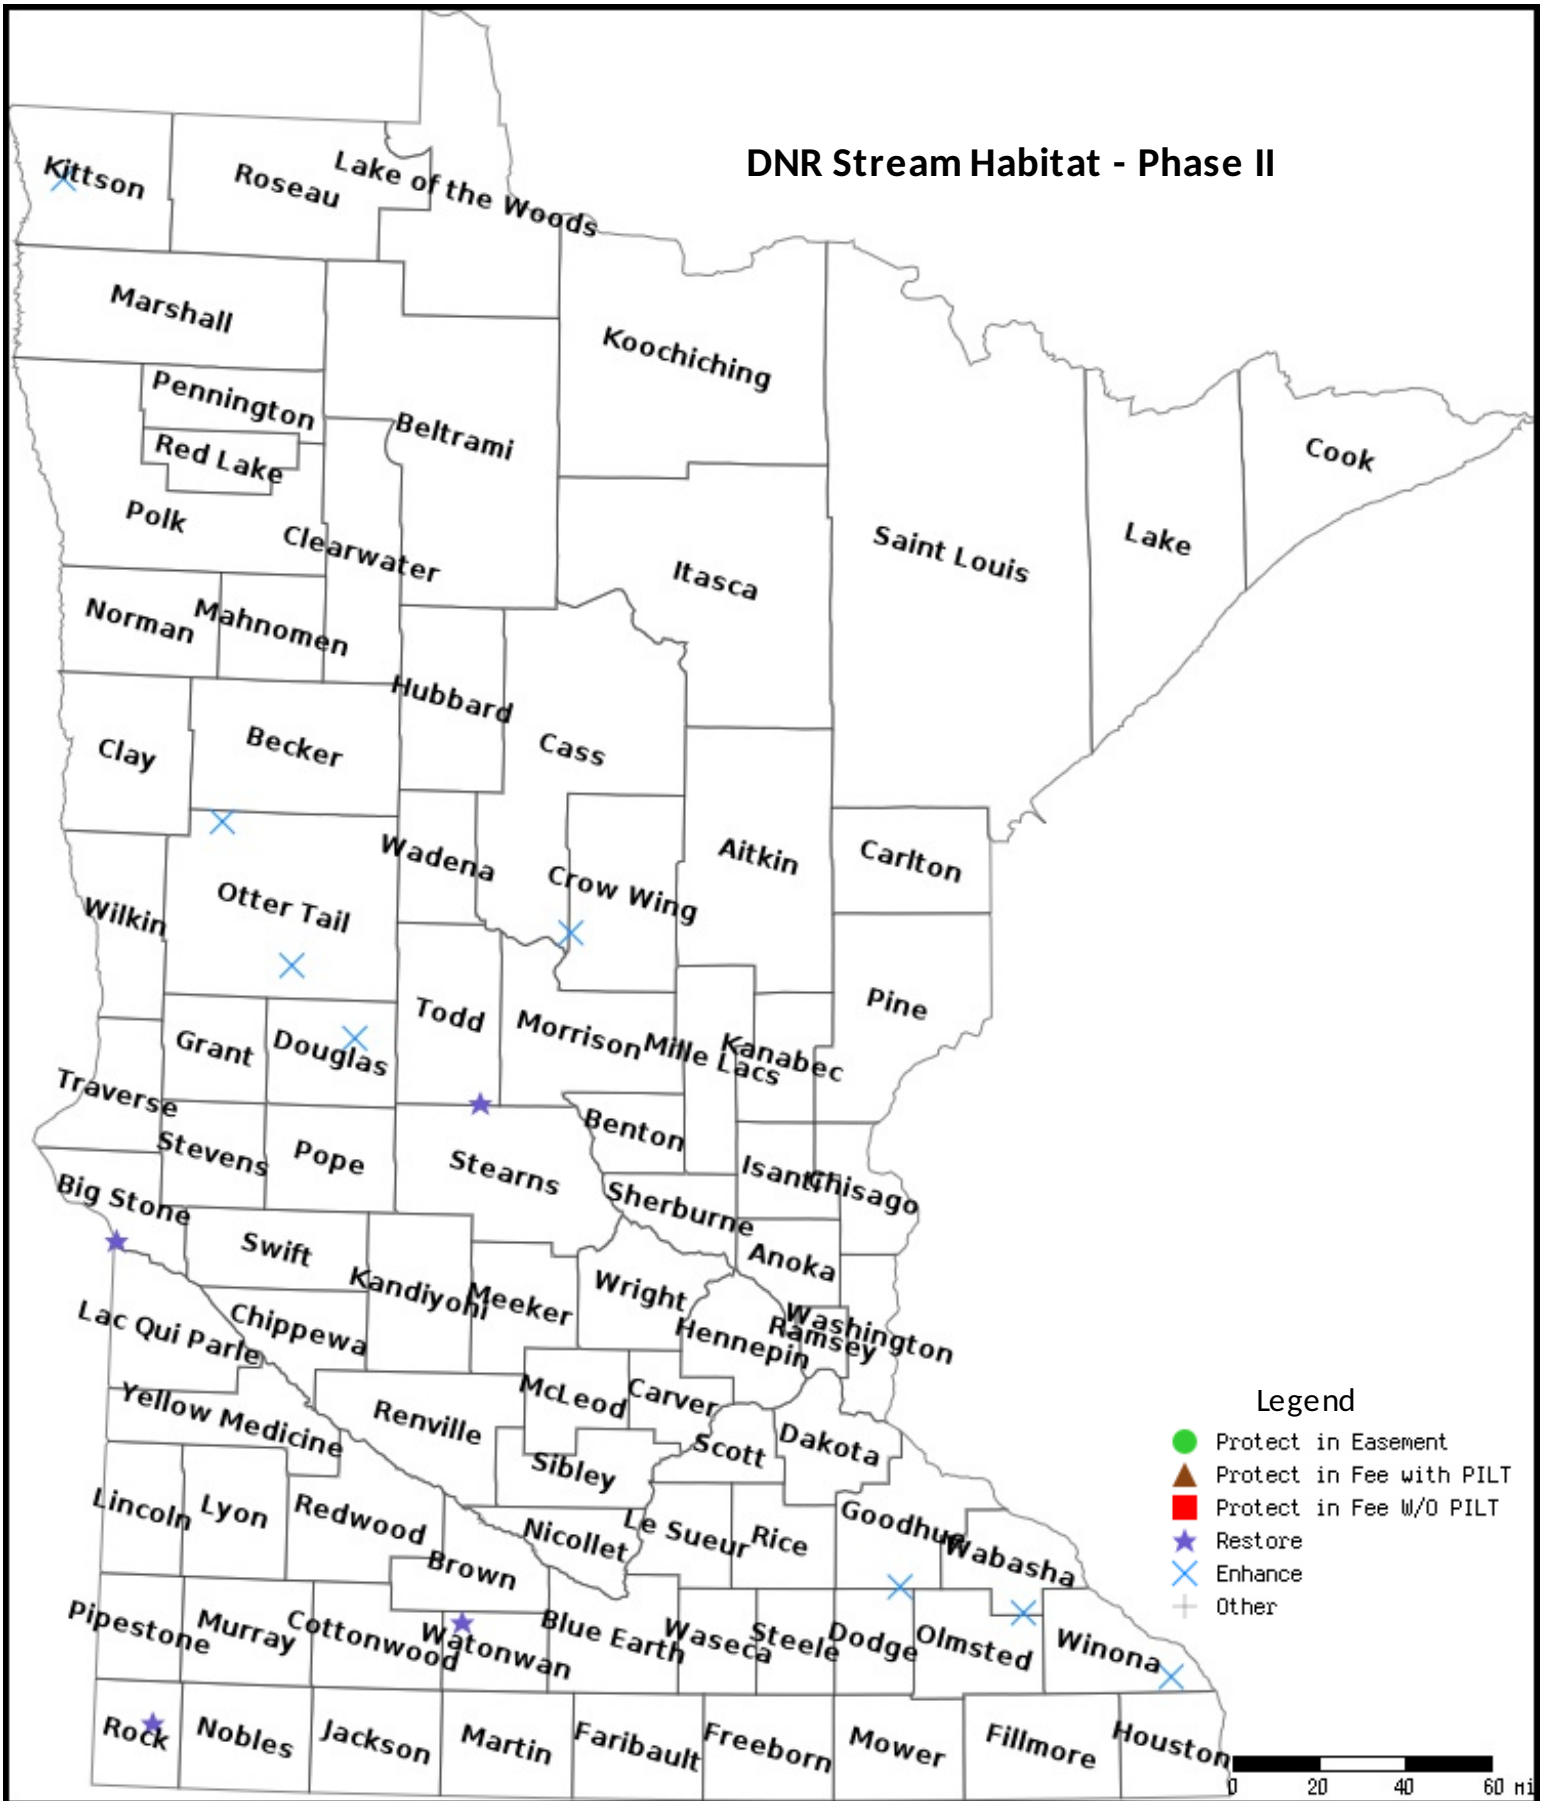 DNR Stream Habitat - Phase II
Kittson
Roseau
Lake of the Woods
Marshall
Koochiching
Pennington
Beltrami
Red Lake
Cook
Polk
Clearwater
Saint Louis
Lake
Itasca
Norman
Mahnomen
Hubbard
Clay
Becker
Cass
Wadena
Aitkin
Carlton
Crow Wing
Otter Tail
Wilkin
Pine
Todd
Morrison
Mille Lacs
Kanabec
Grant
Douglas
Traverse
Benton
Stevens
Pope
Stearns
Isanti
Chisago
Big Stone
Sherburne
Swift
Anoka
Kandiyohi
Meeker
Wright
Washington
Ramsey
Hennepin
Lac Qui Parle
Chippewa
McLeod
Carver
Yellow Medicine
Renville
Scott
Dakota
Sibley
Lincoln
Lyon
Redwood
Nicollet
Le Sueur
Rice
Goodhue
Wabasha
Brown
Pipestone
Murray
Cottonwood
Watonwan
Blue Earth
Waseca
Steele
Dodge
Olmsted
Winona
Rock
Nobles
Jackson
Martin
Faribault
Freeborn
Mower
Fillmore
Houston
Legend
Protect in Easement
Protect in Fee with PILT
Protect in Fee W/O PILT
Restore
Enhance
Other
0 20 40 60 mi